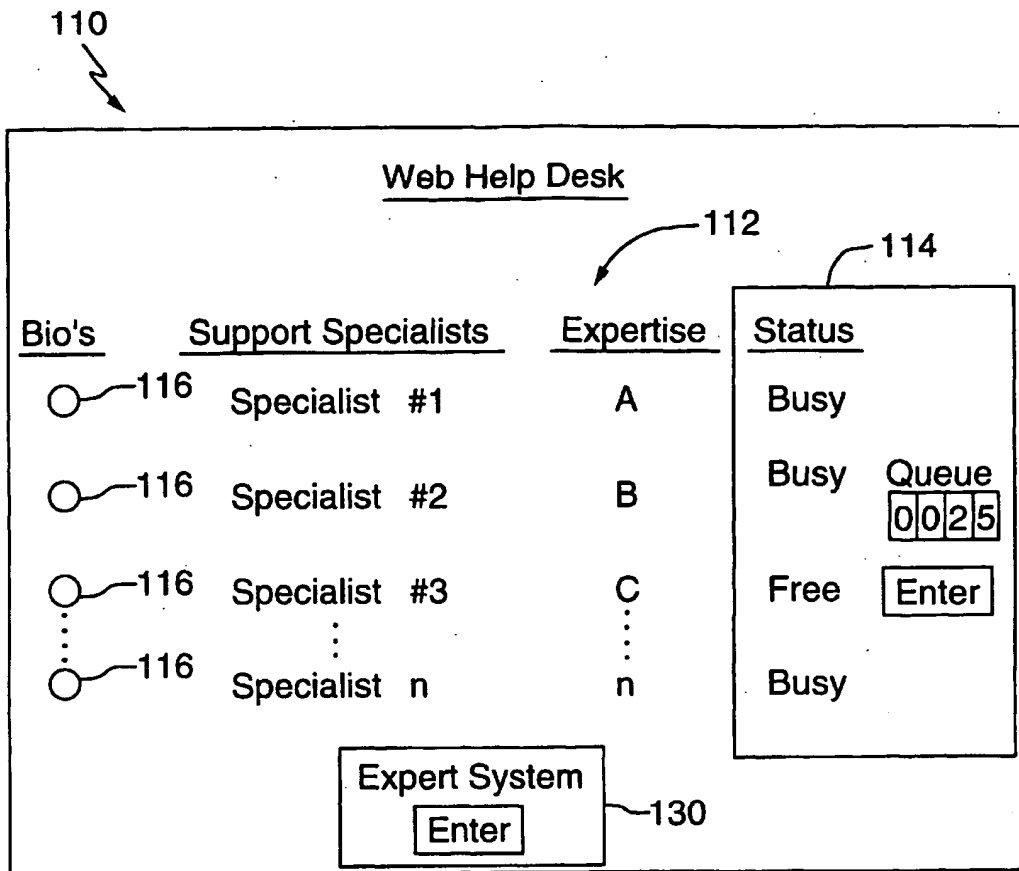 110
Web Help Desk
112
114
Bio's Support Specialists Expertise Status
116 Specialist #1 A Busy
116 Specialist #2 B Busy Queue
0025
116 Specialist #3 C Free Enter
116 Specialist n n Busy
Expert System
Enter
130